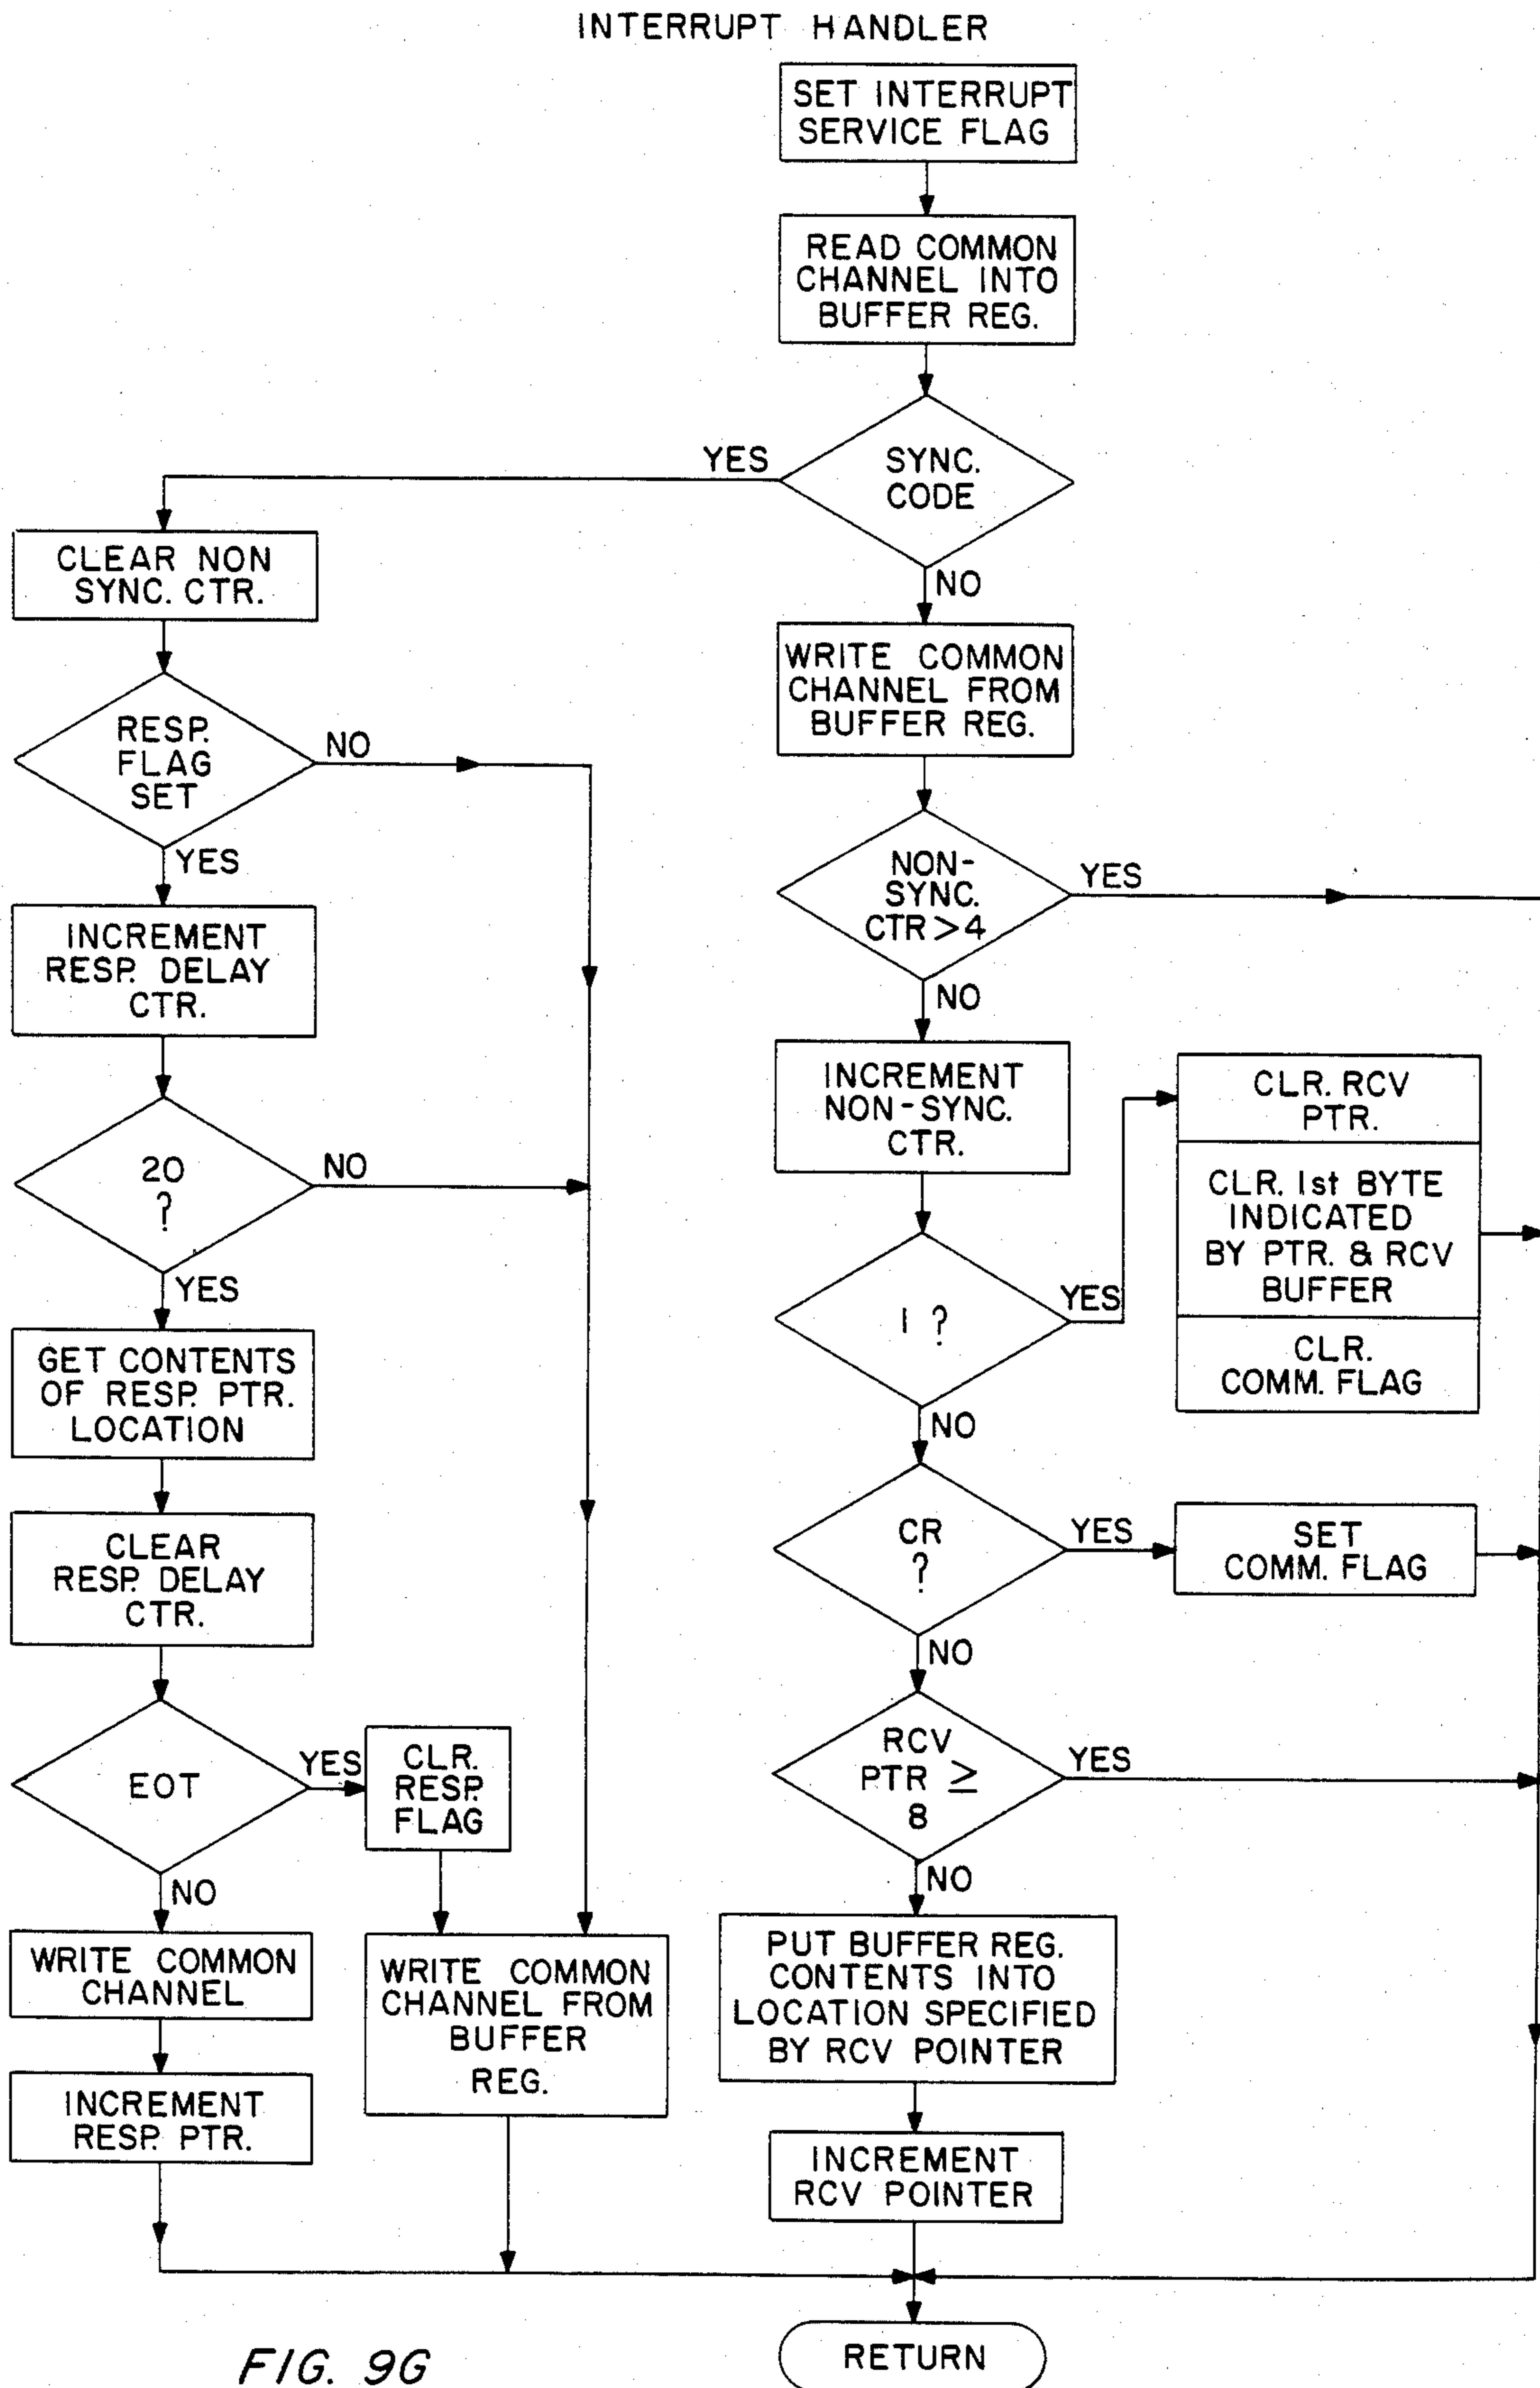 INTERRUPT HANDLER
SET INTERRUPT
SERVICE FLAG
READ COMMON
CHANNEL INTO
BUFFER REG.
SYNC.
CODE
YES
NO
CLEAR NON
SYNC. CTR.
RESP.
FLAG
SET
NO
YES
INCREMENT
RESP. DELAY
CTR.
20
?
NO
YES
GET CONTENTS
OF RESP. PTR.
LOCATION
CLEAR
RESP. DELAY
CTR.
EOT
YES
NO
CLR.
RESP.
FLAG
WRITE COMMON
CHANNEL
INCREMENT
RESP. PTR.
WRITE COMMON
CHANNEL FROM
BUFFER
REG.
WRITE COMMON
CHANNEL FROM
BUFFER REG.
NON-
SYNC.
CTR > 4
YES
NO
INCREMENT
NON-SYNC.
CTR.
I ?
YES
NO
CLR. RCV
PTR.
CLR. 1st BYTE
INDICATED
BY PTR. & RCV
BUFFER
CLR.
COMM. FLAG
CR
?
YES
NO
SET
COMM. FLAG
RCV
PTR ≥
8
YES
NO
PUT BUFFER REG.
CONTENTS INTO
LOCATION SPECIFIED
BY RCV POINTER
INCREMENT
RCV POINTER
RETURN
FIG. 9G